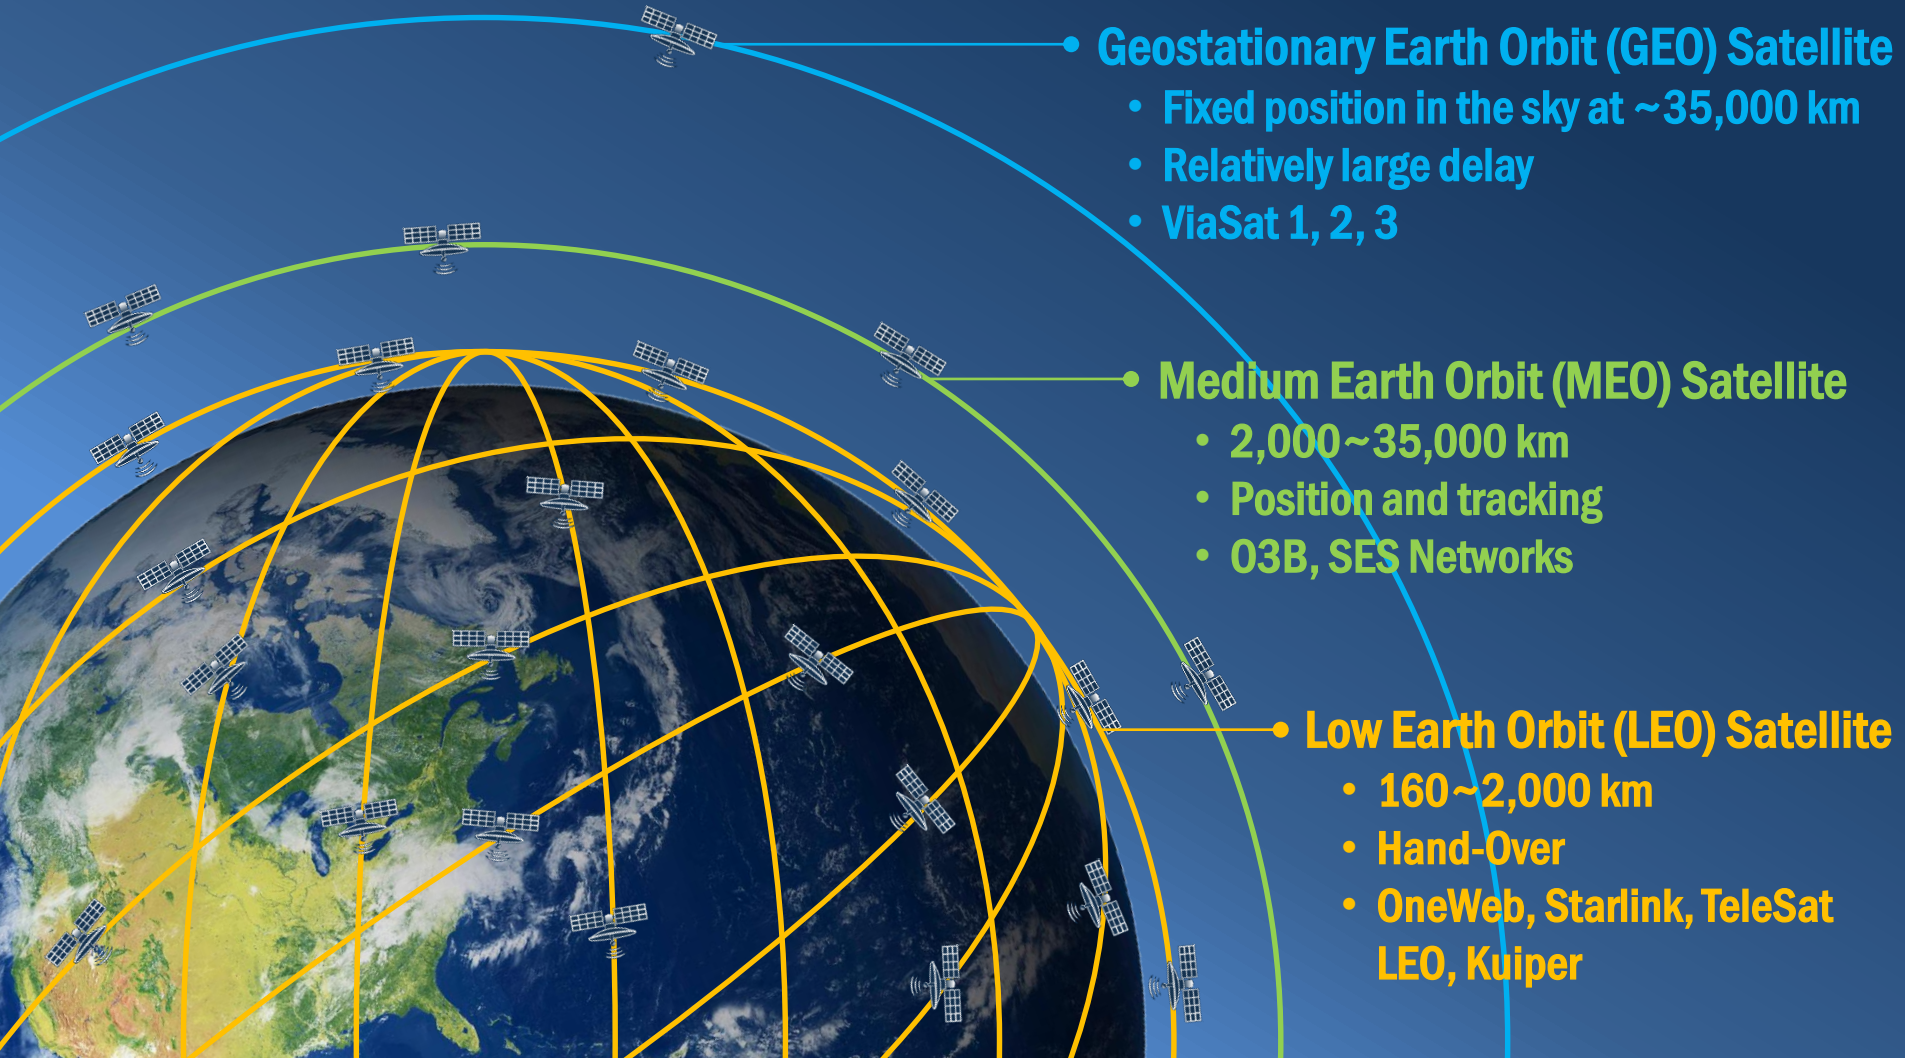 Geostationary Earth Orbit (GEO) Satellite
• Fixed position in the sky at ~35,000 km
• Relatively large delay
• ViaSat 1, 2, 3
Medium Earth Orbit (MEO) Satellite
• 2,000~35,000 km
• Position and tracking
• O3B, SES Networks
Low Earth Orbit (LEO) Satellite
• 160~2,000 km
• Hand-Over
• OneWeb, Starlink, TeleSat
LEO, Kuiper